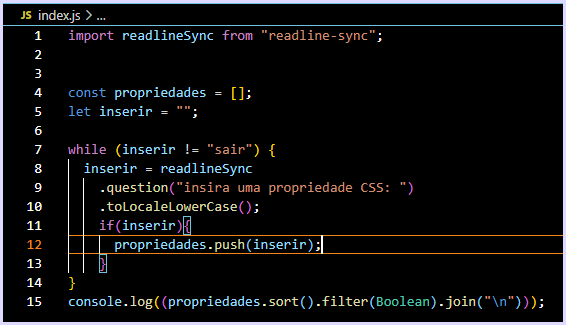 JS index.js > ...
1 import readlineSync from "readline-sync";
2
3
4 const propriedades = [];
5 let inserir = "";
6
7 while (inserir != "sair") {
8 inserir = readlineSync
9 .question("insira uma propriedade CSS: ")
10 .toLocaleLowerCase();
11 if(inserir){
12 propriedades.push(inserir);
13 }
14 }
15 console.log((propriedades.sort().filter(Boolean).join("\n")));